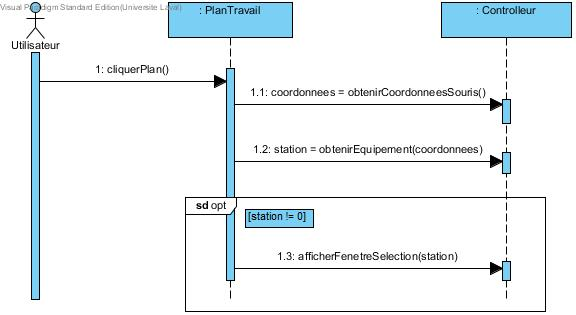 Visual Paradigm Standard Edition(Universite Laval)
: PlanTravail
: Controlleur
Utilisateur
1: cliquerPlan()
1.1: coordonnees = obtenirCoordonneesSouris()
1.2: station = obtenirEquipement(coordonnees)
sd opt
[station != 0]
1.3: afficherFenetreSelection(station)